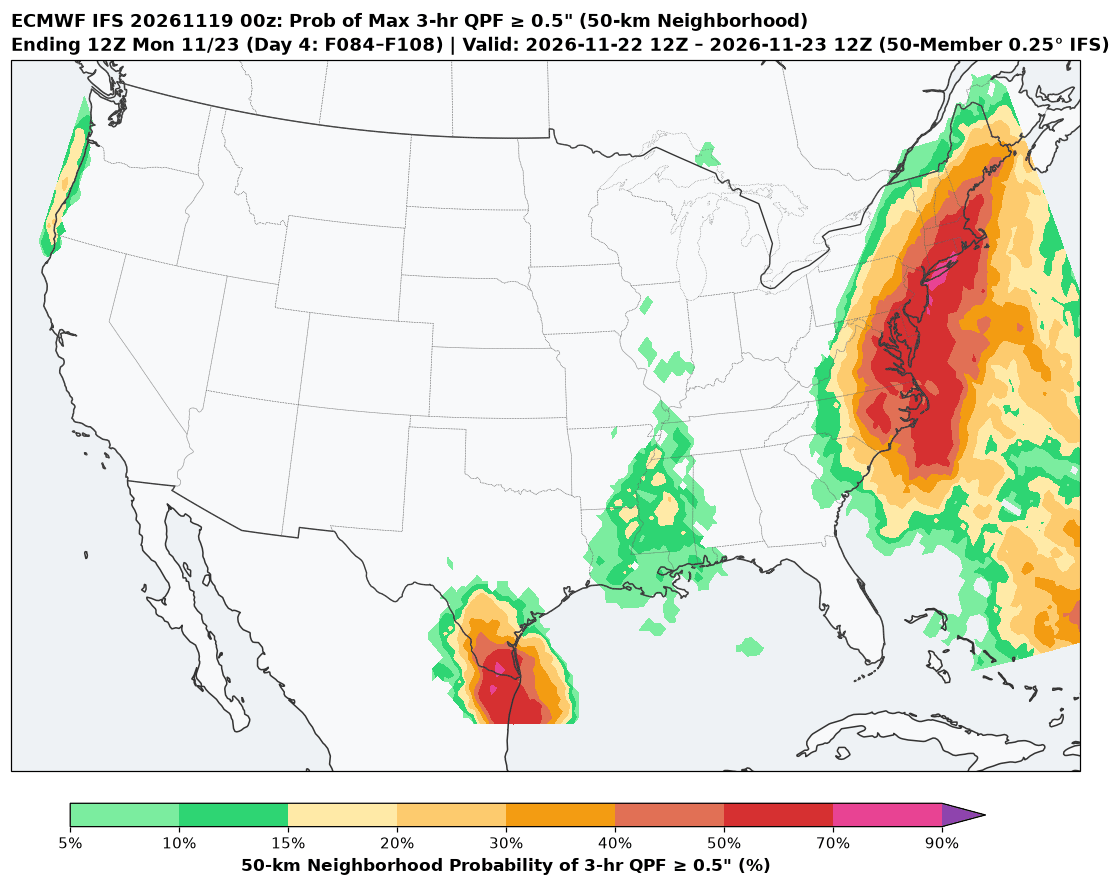 ECMWF IFS 20261119 00z: Prob of Max 3-hr QPF ≥ 0.5" (50-km Neighborhood)
Ending 12Z Mon 11/23 (Day 4: F084–F108) | Valid: 2026-11-22 12Z – 2026-11-23 12Z (50-Member 0.25° IFS)
5% 10% 15% 20% 30% 40% 50% 70% 90%
50-km Neighborhood Probability of 3-hr QPF ≥ 0.5" (%)